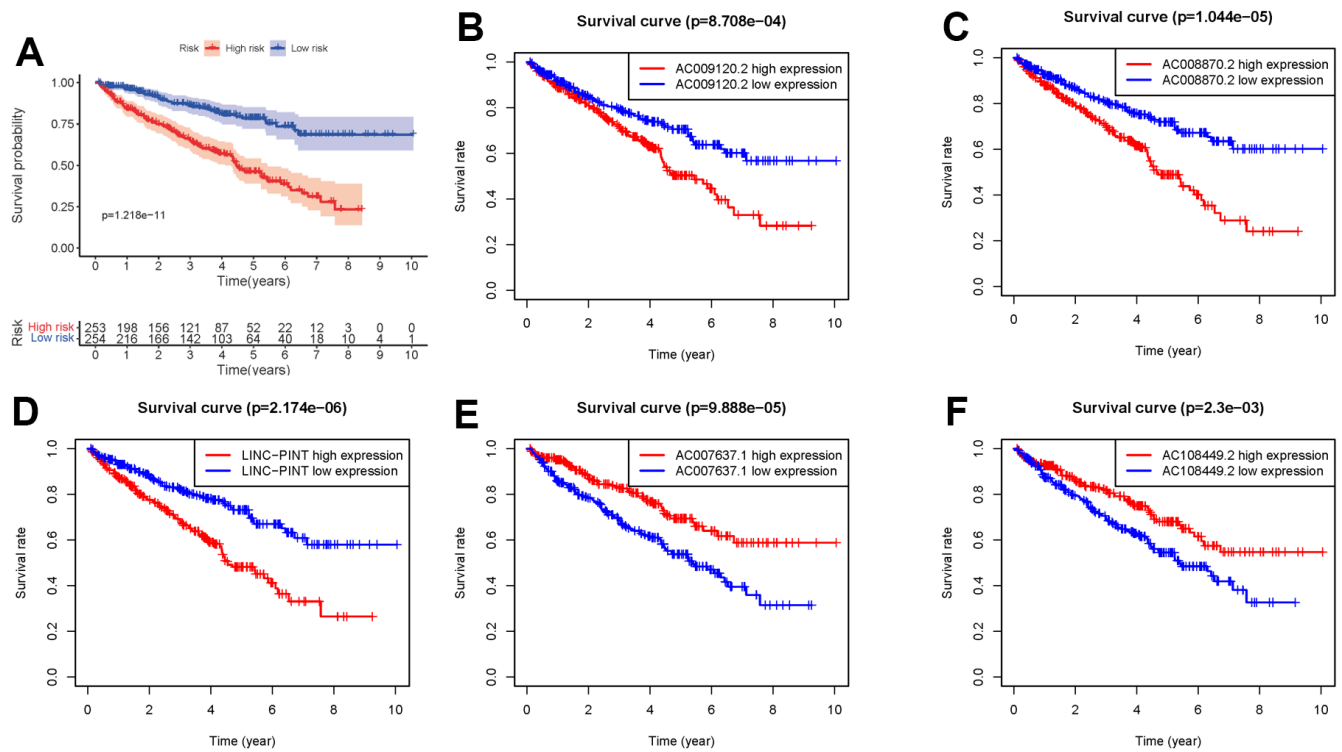 A
Risk High risk Low risk
Survival probability
1.00
0.75
0.50
0.25
0.00
p=1.218e−11
0 1 2 3 4 5 6 7 8 9 10
Time(years)
Risk
High risk 253 198 156 121 87 52 22 12 3 0 0
Low risk 254 216 166 142 103 64 40 18 10 4 1
0 1 2 3 4 5 6 7 8 9 10
Time(years)
B
Survival curve (p=8.708e−04)
AC009120.2 high expression
AC009120.2 low expression
Survival rate
1.0
0.8
0.6
0.4
0.2
0.0
0 2 4 6 8 10
Time (year)
C
Survival curve (p=1.044e−05)
AC008870.2 high expression
AC008870.2 low expression
Survival rate
1.0
0.8
0.6
0.4
0.2
0.0
0 2 4 6 8 10
Time (year)
D
Survival curve (p=2.174e−06)
LINC−PINT high expression
LINC−PINT low expression
Survival rate
1.0
0.8
0.6
0.4
0.2
0.0
0 2 4 6 8 10
Time (year)
E
Survival curve (p=9.888e−05)
AC007637.1 high expression
AC007637.1 low expression
Survival rate
1.0
0.8
0.6
0.4
0.2
0.0
0 2 4 6 8 10
Time (year)
F
Survival curve (p=2.3e−03)
AC108449.2 high expression
AC108449.2 low expression
Survival rate
1.0
0.8
0.6
0.4
0.2
0.0
0 2 4 6 8 10
Time (year)